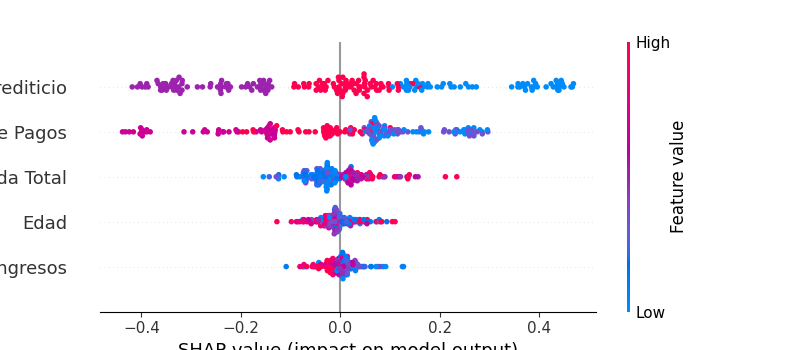 High
rediticio
e Pagos
da Total
Edad
ngresos
Feature value
Low
−0.4 −0.2 0.0 0.2 0.4
SHAP value (impact on model output)